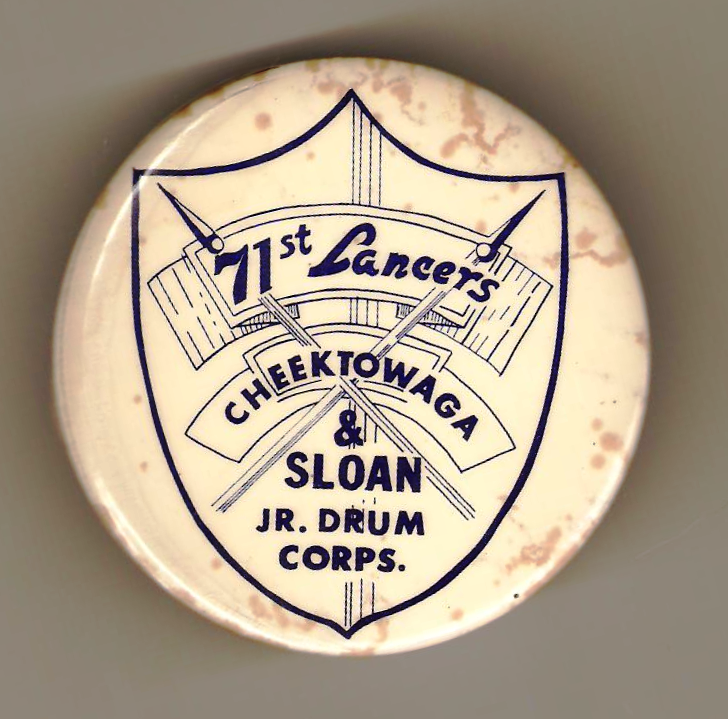 71st Lancers
CHEEKTOWAGA
&
SLOAN
JR. DRUM
CORPS.